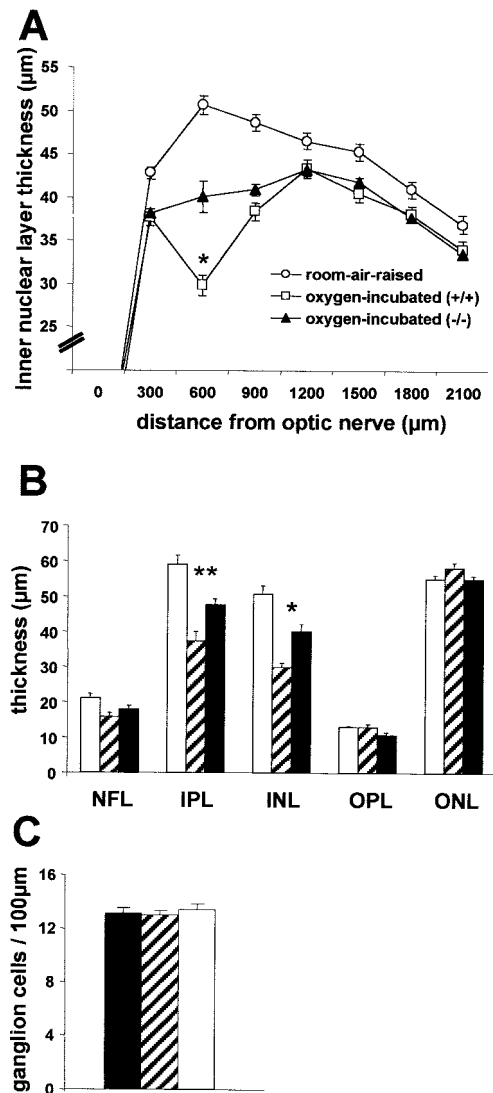 A
Inner nuclear layer thickness (µm)
55
50
45
40
35
30
25
*
room-air-raised
oxygen-incubated (+/+)
oxygen-incubated (-/-)
0 300 600 900 1200 1500 1800 2100
distance from optic nerve (µm)
B
thickness (µm)
70
60
50
40
30
20
10
0
**
*
NFL IPL INL OPL ONL
C
ganglion cells / 100µm
16
12
8
4
0